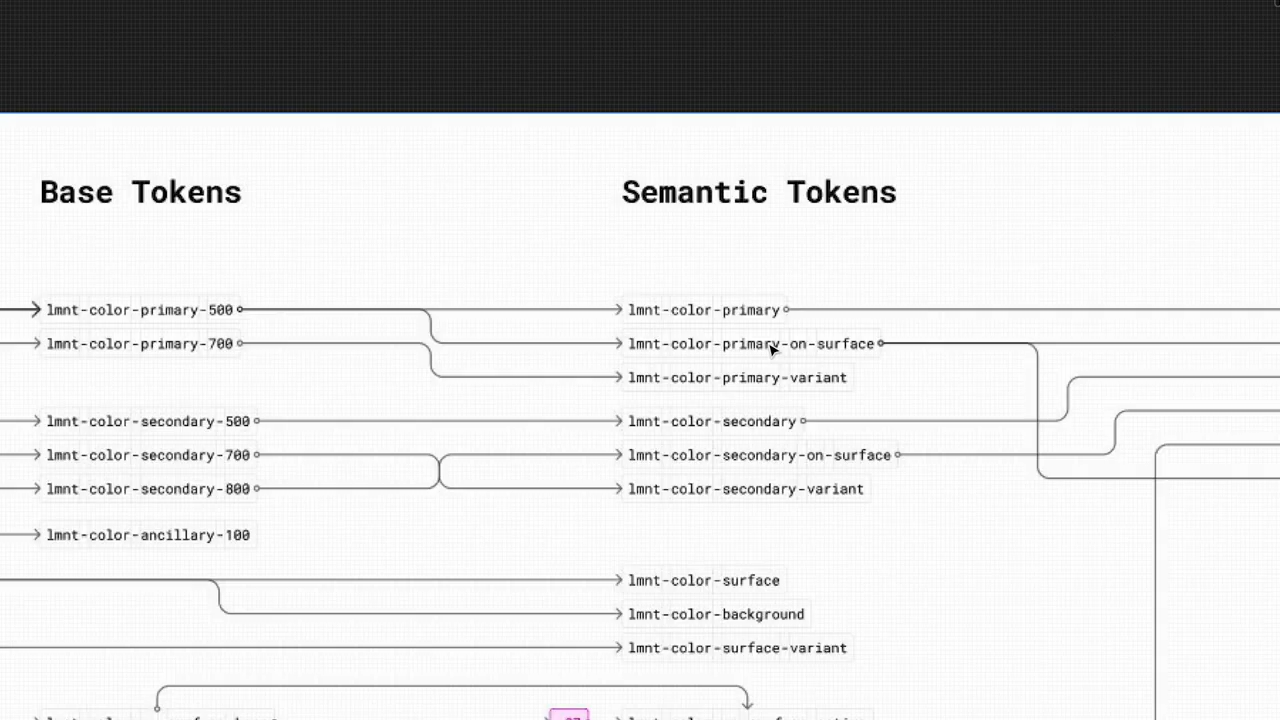 Base Tokens
Semantic Tokens
lmnt-color-primary-500
lmnt-color-primary
lmnt-color-primary-700
lmnt-color-primary-on-surface
lmnt-color-primary-variant
lmnt-color-secondary-500
lmnt-color-secondary
lmnt-color-secondary-700
lmnt-color-secondary-on-surface
lmnt-color-secondary-800
lmnt-color-secondary-variant
lmnt-color-ancillary-100
lmnt-color-surface
lmnt-color-background
lmnt-color-surface-variant